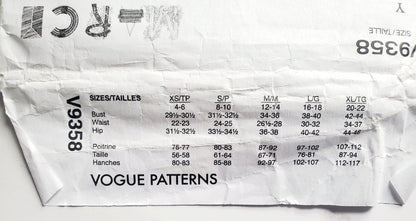 Y
M=RCI
SIZE/TAILLE
V9358
V9358
SIZES/TAILLES XS/TP S/P M/M L/G XL/TG
4-6 8-10 12-14 16-18 20-22
Bust 29½-30½ 31½-32½ 34-36 38-40 42-44
Waist 22-23 24-25 26½-28 30-32 34-37
Hip 31½-32½ 33½-34½ 36-38 40-42 44-46
Poitrine 76-77 80-83 87-92 97-102 107-112
Taille 56-58 61-64 67-71 76-81 87-94
Hanches 80-83 85-88 92-97 102-107 112-117
VOGUE PATTERNS